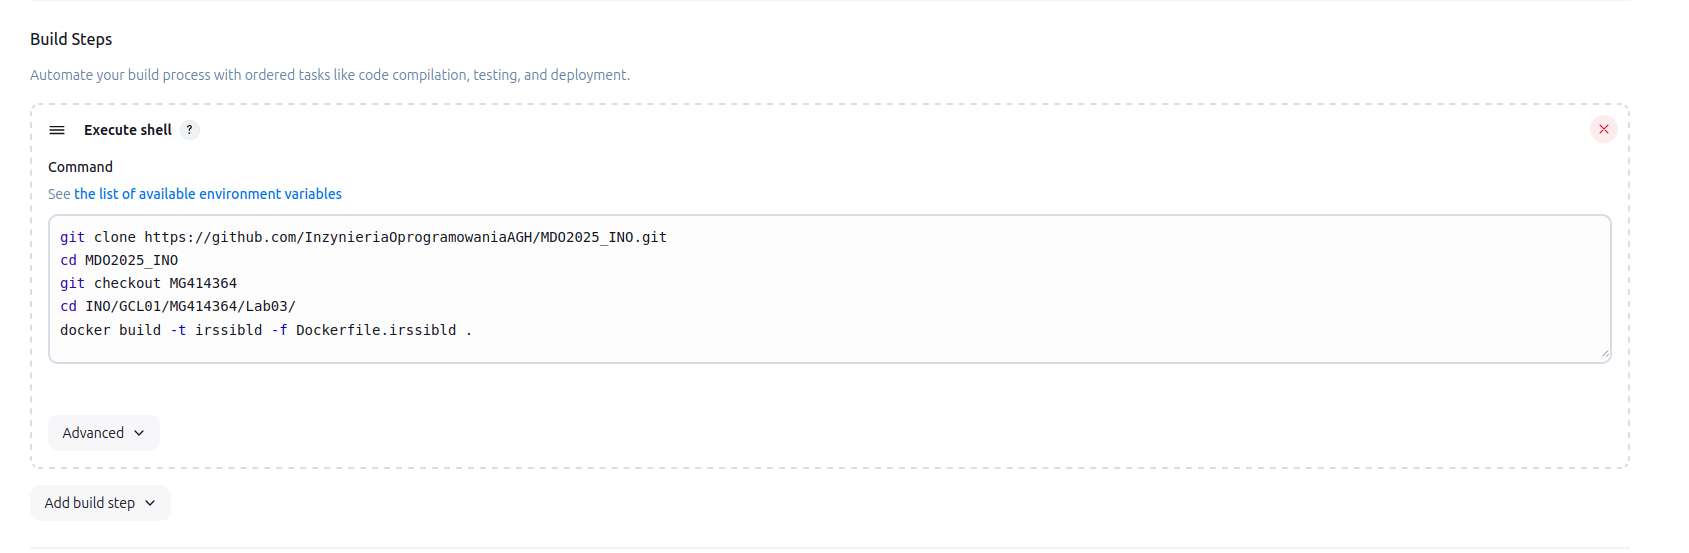 Build Steps
Automate your build process with ordered tasks like code compilation, testing, and deployment.
Execute shell ?
Command
See the list of available environment variables
git clone https://github.com/InzynieriaOprogramowaniaAGH/MDO2025_INO.git
cd MDO2025_INO
git checkout MG414364
cd INO/GCL01/MG414364/Lab03/
docker build -t irssibld -f Dockerfile.irssibld .
Advanced
Add build step